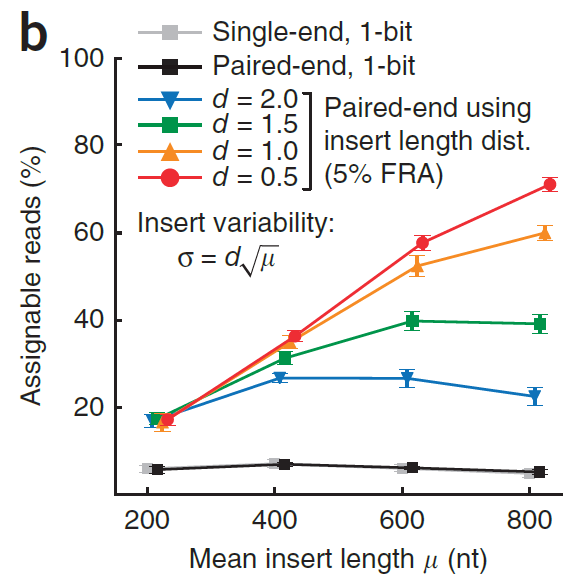 b
Single-end, 1-bit
Paired-end, 1-bit
d = 2.0
d = 1.5
d = 1.0
d = 0.5
Paired-end using
insert length dist.
(5% FRA)
Insert variability:
σ = d√μ
Assignable reads (%)
100
80
60
40
20
200 400 600 800
Mean insert length μ (nt)